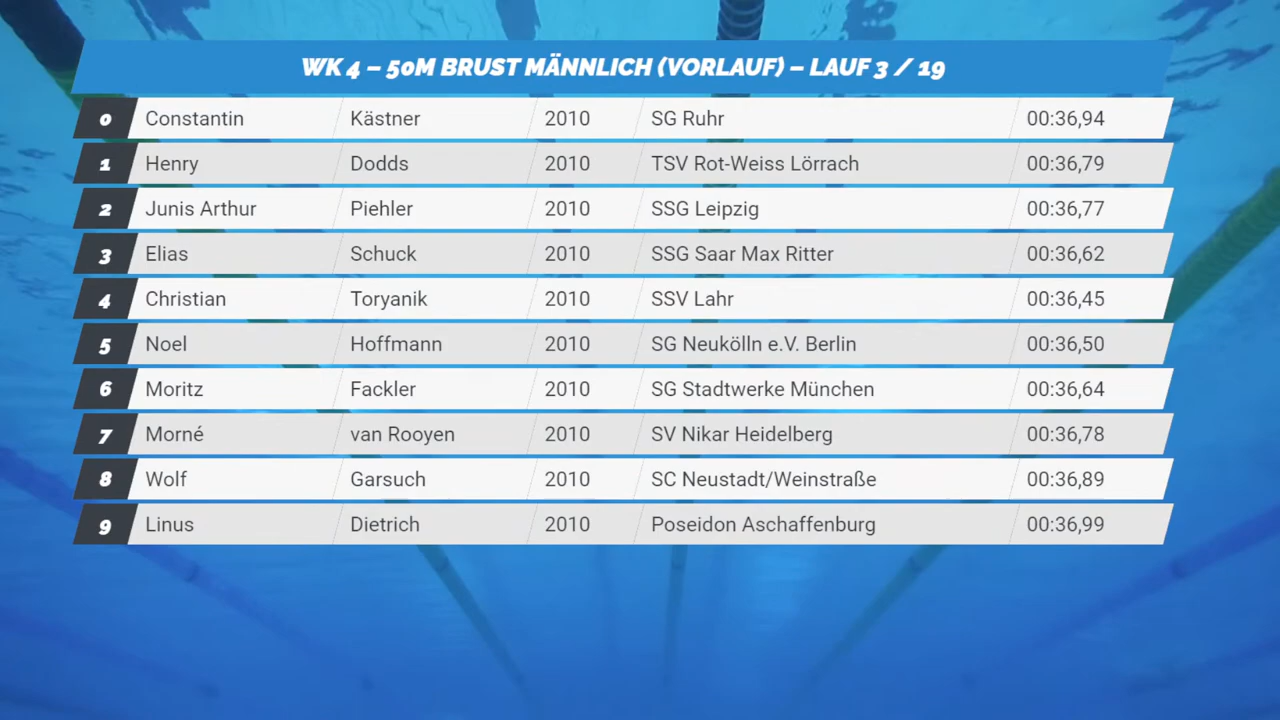 WK 4 – 50M BRUST MÄNNLICH (VORLAUF) – LAUF 3 / 19
0 Constantin Kästner 2010 SG Ruhr 00:36,94
1 Henry Dodds 2010 TSV Rot-Weiss Lörrach 00:36,79
2 Junis Arthur Piehler 2010 SSG Leipzig 00:36,77
3 Elias Schuck 2010 SSG Saar Max Ritter 00:36,62
4 Christian Toryanik 2010 SSV Lahr 00:36,45
5 Noel Hoffmann 2010 SG Neukölln e.V. Berlin 00:36,50
6 Moritz Fackler 2010 SG Stadtwerke München 00:36,64
7 Morné van Rooyen 2010 SV Nikar Heidelberg 00:36,78
8 Wolf Garsuch 2010 SC Neustadt/Weinstraße 00:36,89
9 Linus Dietrich 2010 Poseidon Aschaffenburg 00:36,99